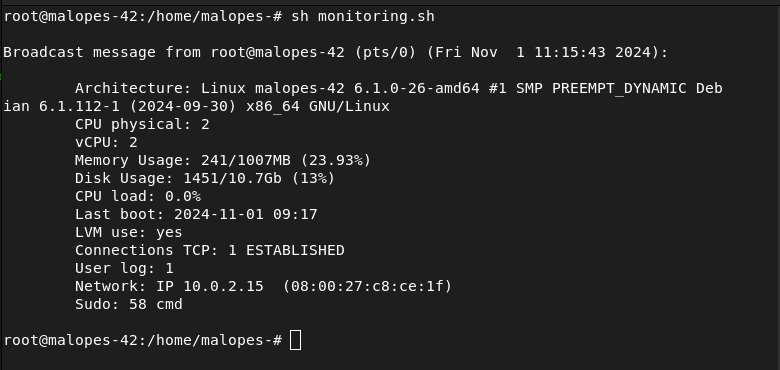 root@malopes-42:/home/malopes-# sh monitoring.sh
Broadcast message from root@malopes-42 (pts/0) (Fri Nov  1 11:15:43 2024):
Architecture: Linux malopes-42 6.1.0-26-amd64 #1 SMP PREEMPT_DYNAMIC Deb
ian 6.1.112-1 (2024-09-30) x86_64 GNU/Linux
CPU physical: 2
vCPU: 2
Memory Usage: 241/1007MB (23.93%)
Disk Usage: 1451/10.7Gb (13%)
CPU load: 0.0%
Last boot: 2024-11-01 09:17
LVM use: yes
Connections TCP: 1 ESTABLISHED
User log: 1
Network: IP 10.0.2.15  (08:00:27:c8:ce:1f)
Sudo: 58 cmd
root@malopes-42:/home/malopes-#